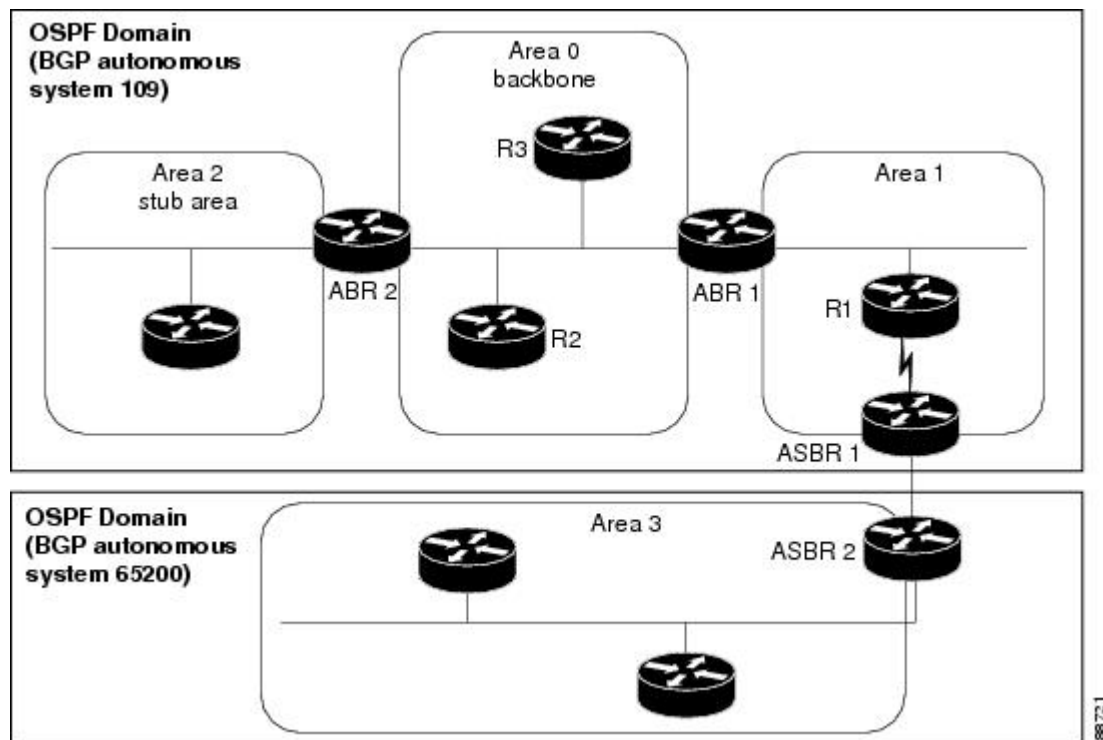 OSPF Domain
(BGP autonomous
system 109)
Area 0
backbone
R3
Area 2
stub area
Area 1
ABR 2
ABR 1
R2
R1
ASBR 1
OSPF Domain
(BGP autonomous
system 65200)
Area 3
ASBR 2
88721